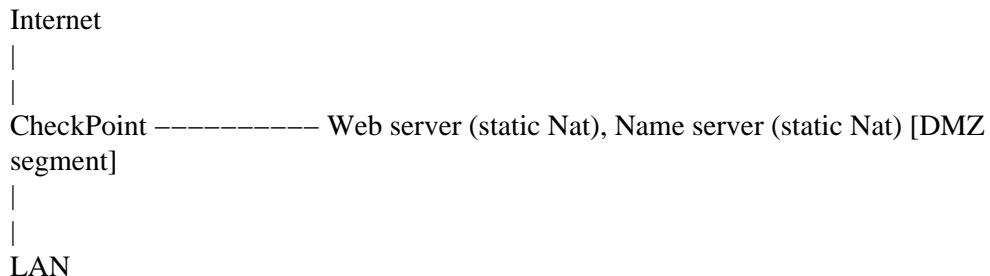 Internet
|
|
CheckPoint −−−−−−−−−− Web server (static Nat), Name server (static Nat) [DMZ
segment]
|
|
LAN